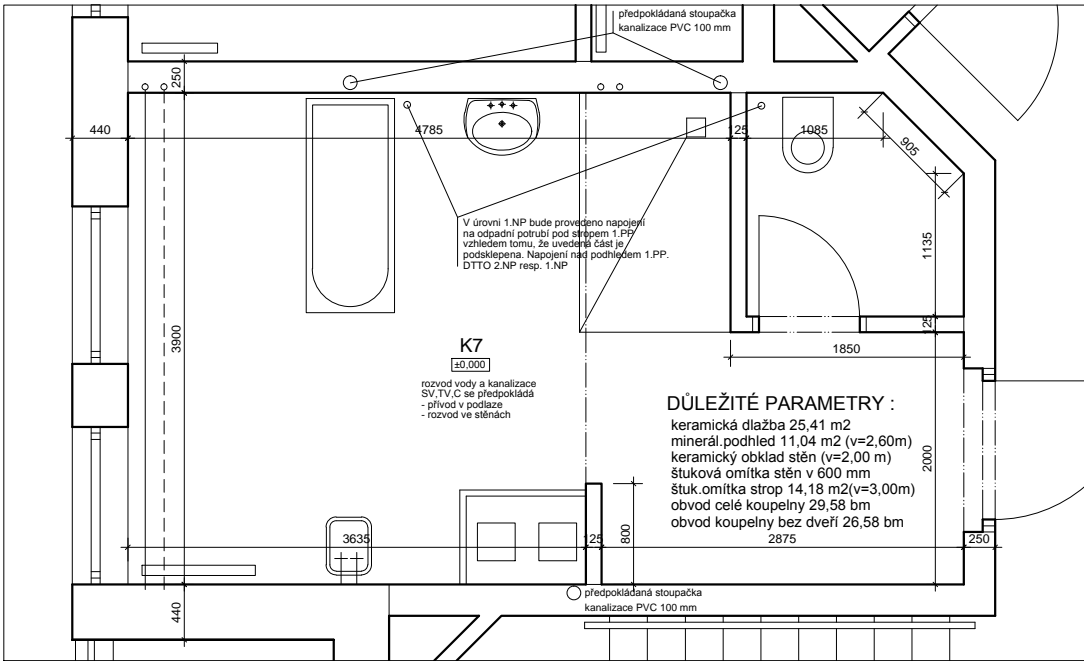 předpokládaná stoupačka
kanalizace PVC 100 mm
250
440
4785
125
1085
905
V úrovni 1.NP bude provedeno napojení
na odpadní potrubí pod stropem 1.PP
vzhledem tomu, že uvedená část je
podsklepena. Napojení nad podhledem 1.PP.
DTTO 2.NP resp. 1.NP
1135
3900
125
K7
±0,000
1850
rozvod vody a kanalizace
SV,TV,C se předpokládá
- přívod v podlaze
- rozvod ve stěnách
DŮLEŽITÉ PARAMETRY :
keramická dlažba 25,41 m2
minerál.podhled 11,04 m2 (v=2,60m)
keramický obklad stěn (v=2,00 m)
štuková omítka stěn v 600 mm
štuk.omítka strop 14,18 m2(v=3,00m)
obvod celé koupelny 29,58 bm
obvod koupelny bez dveří 26,58 bm
2000
800
3635
125
2875
250
440
předpokládaná stoupačka
kanalizace PVC 100 mm